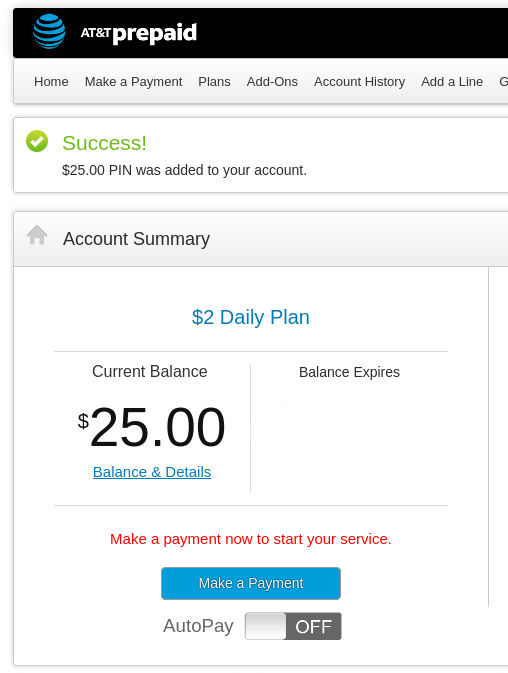 AT&T prepaid
Home Make a Payment Plans Add-Ons Account History Add a Line G
Success!
$25.00 PIN was added to your account.
Account Summary
$2 Daily Plan
Current Balance Balance Expires
$25.00
Balance & Details
Make a payment now to start your service.
Make a Payment
AutoPay OFF